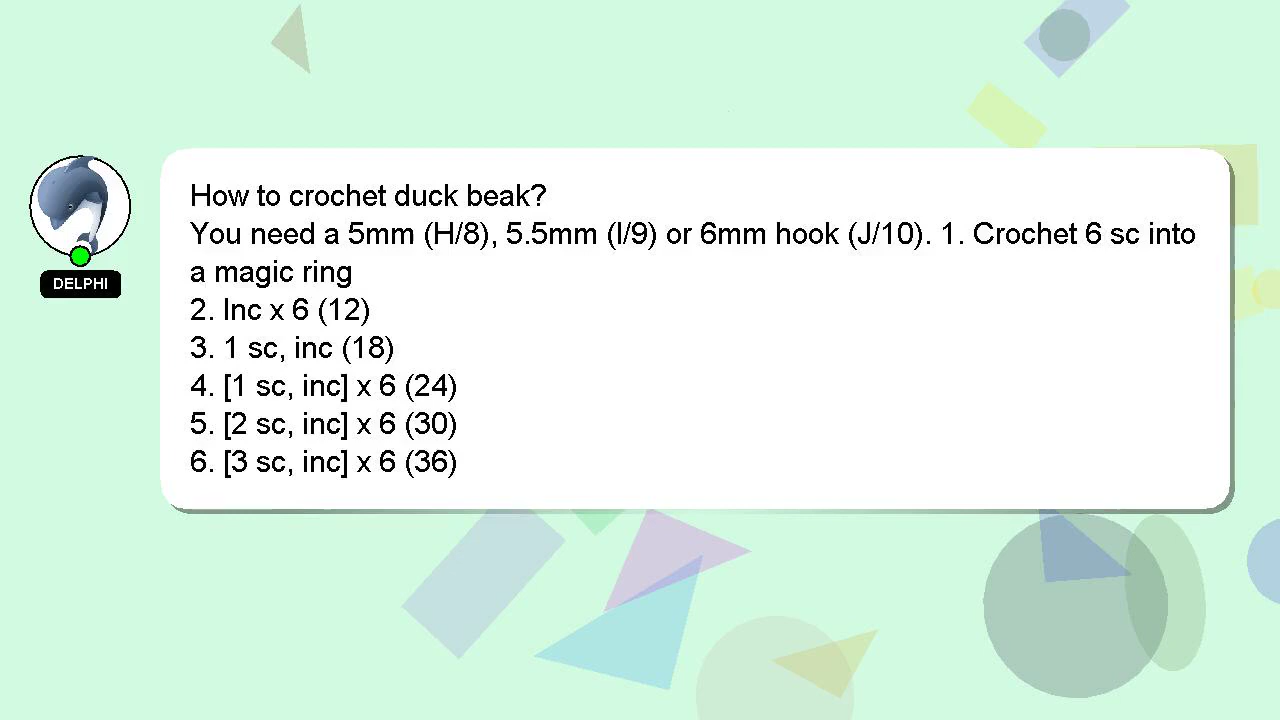 DELPHI
How to crochet duck beak?
You need a 5mm (H/8), 5.5mm (I/9) or 6mm hook (J/10). 1. Crochet 6 sc into
a magic ring
2. Inc x 6 (12)
3. 1 sc, inc (18)
4. [1 sc, inc] x 6 (24)
5. [2 sc, inc] x 6 (30)
6. [3 sc, inc] x 6 (36)